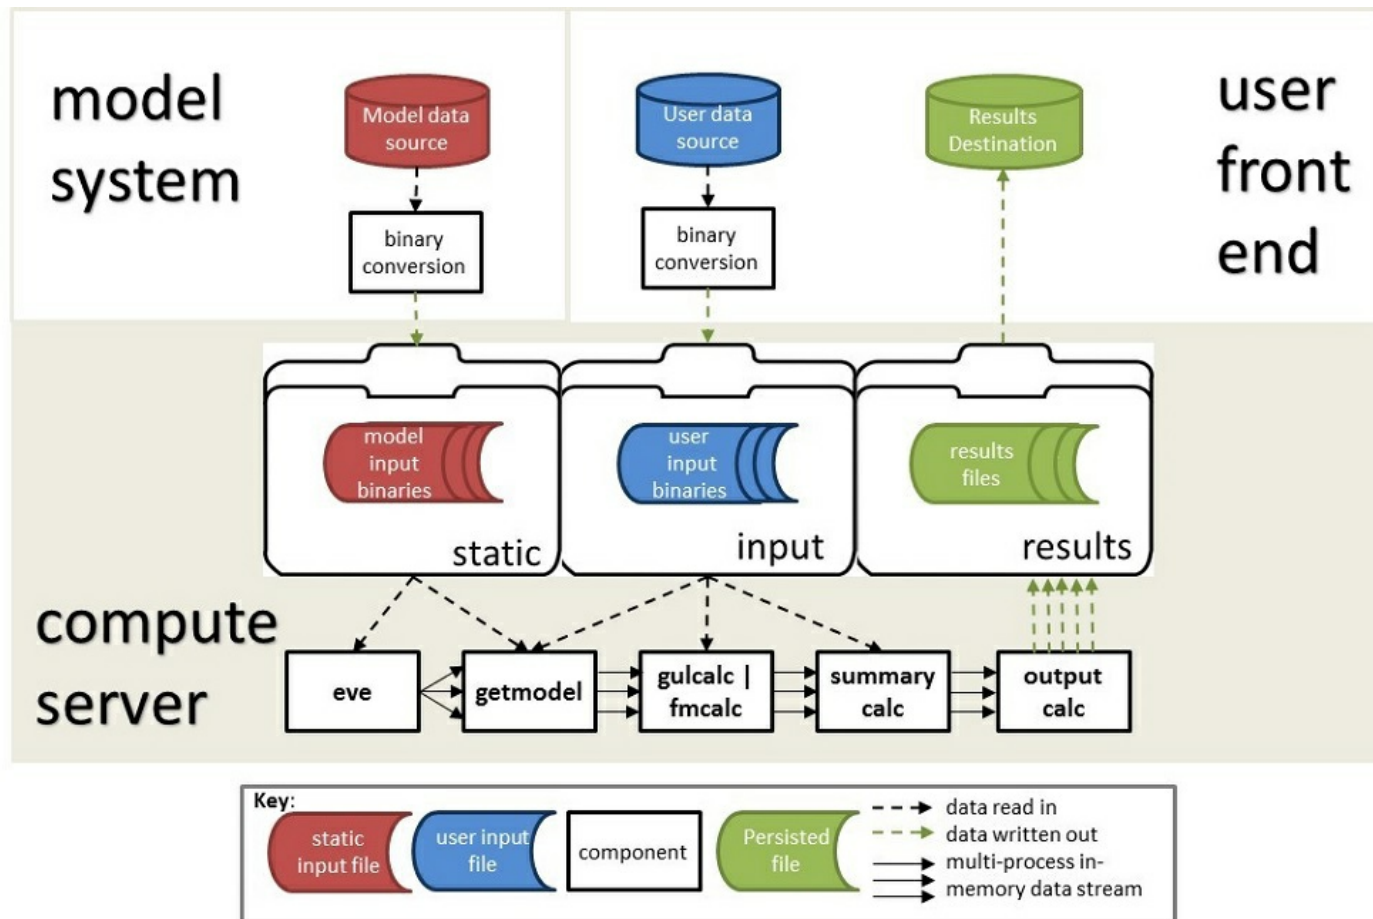 model
system
Model data
source
User data
source
Results
Destination
user
front
end
binary
conversion
binary
conversion
model
input
binaries
static
user
input
binaries
input
results
files
results
compute
server
eve
getmodel
gulcalc |
fmcalc
summary
calc
output
calc
Key:
static
input file
user input
file
component
Persisted
file
data read in
data written out
multi-process in-
memory data stream